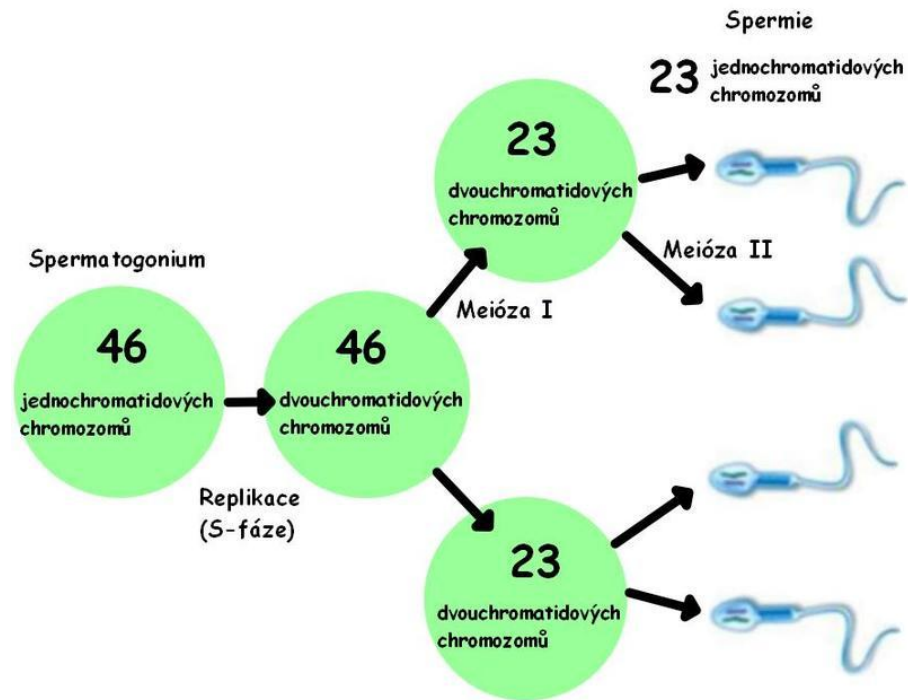 Spermie
23 jednochromatidových
chromozomů
23
dvouchromatidových
chromozomů
Meióza II
Meióza I
Spermatogonium
46
jednochromatidových
chromozomů
46
dvouchromatidových
chromozomů
Replikace
(S-fáze)
23
dvouchromatidových
chromozomů